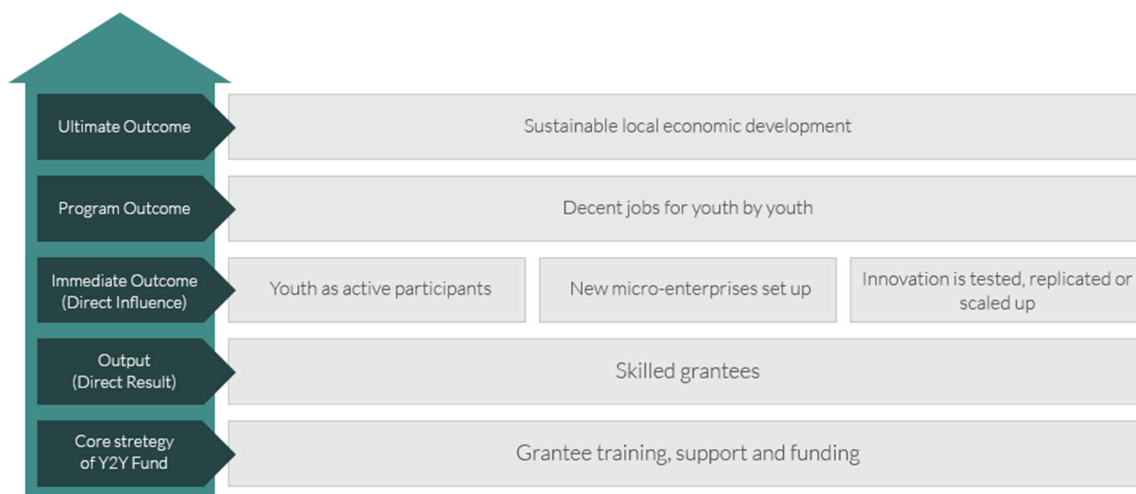 Ultimate Outcome
Sustainable local economic development
Program Outcome
Decent jobs for youth by youth
Immediate Outcome
(Direct Influence)
Youth as active participants
New micro-enterprises set up
Innovation is tested, replicated or
scaled up
Output
(Direct Result)
Skilled grantees
Core stretegy
of Y2Y Fund
Grantee training, support and funding